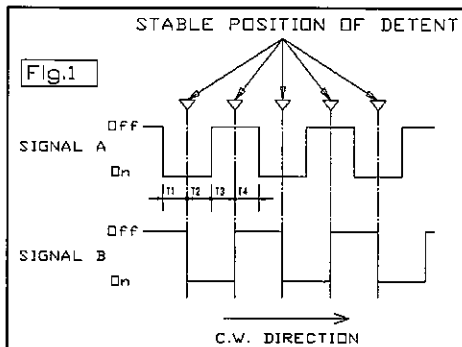 STABLE POSITION OF DETENT
Fig.1
Off
SIGNAL A
On
T1 T2 T3 T4
Off
SIGNAL B
On
C.W. DIRECTION